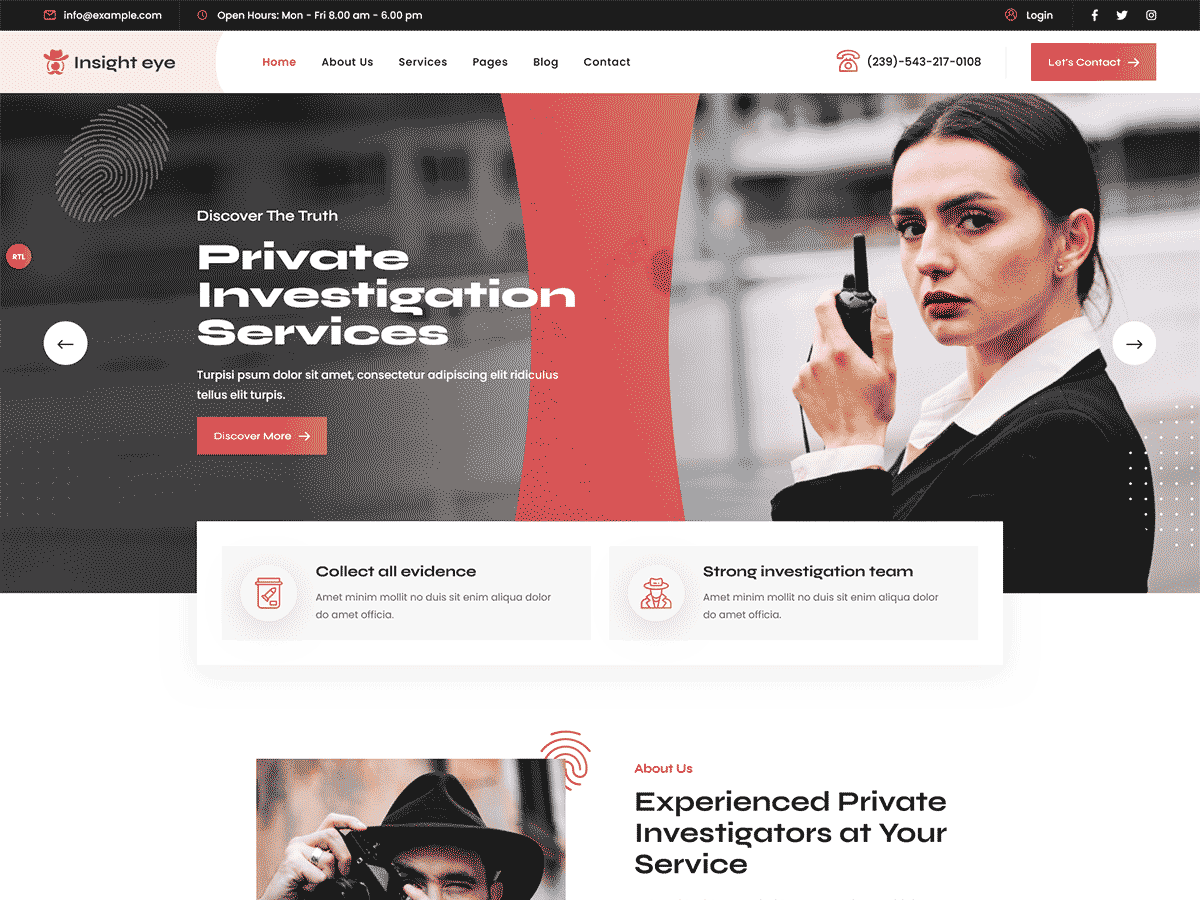 info@example.com
Open Hours: Mon - Fri 8.00 am - 6.00 pm
Login
Insight eye
Home
About Us
Services
Pages
Blog
Contact
(239)-543-217-0108
Let's Contact
Discover The Truth
Private
Investigation
Services
RTL
Turpisi psum dolor sit amet, consectetur adipiscing elit ridiculus
tellus elit turpis.
Discover More
Collect all evidence
Amet minim mollit no duis sit enim aliqua dolor
do amet officia.
Strong investigation team
Amet minim mollit no duis sit enim aliqua dolor
do amet officia.
About Us
Experienced Private
Investigators at Your
Service